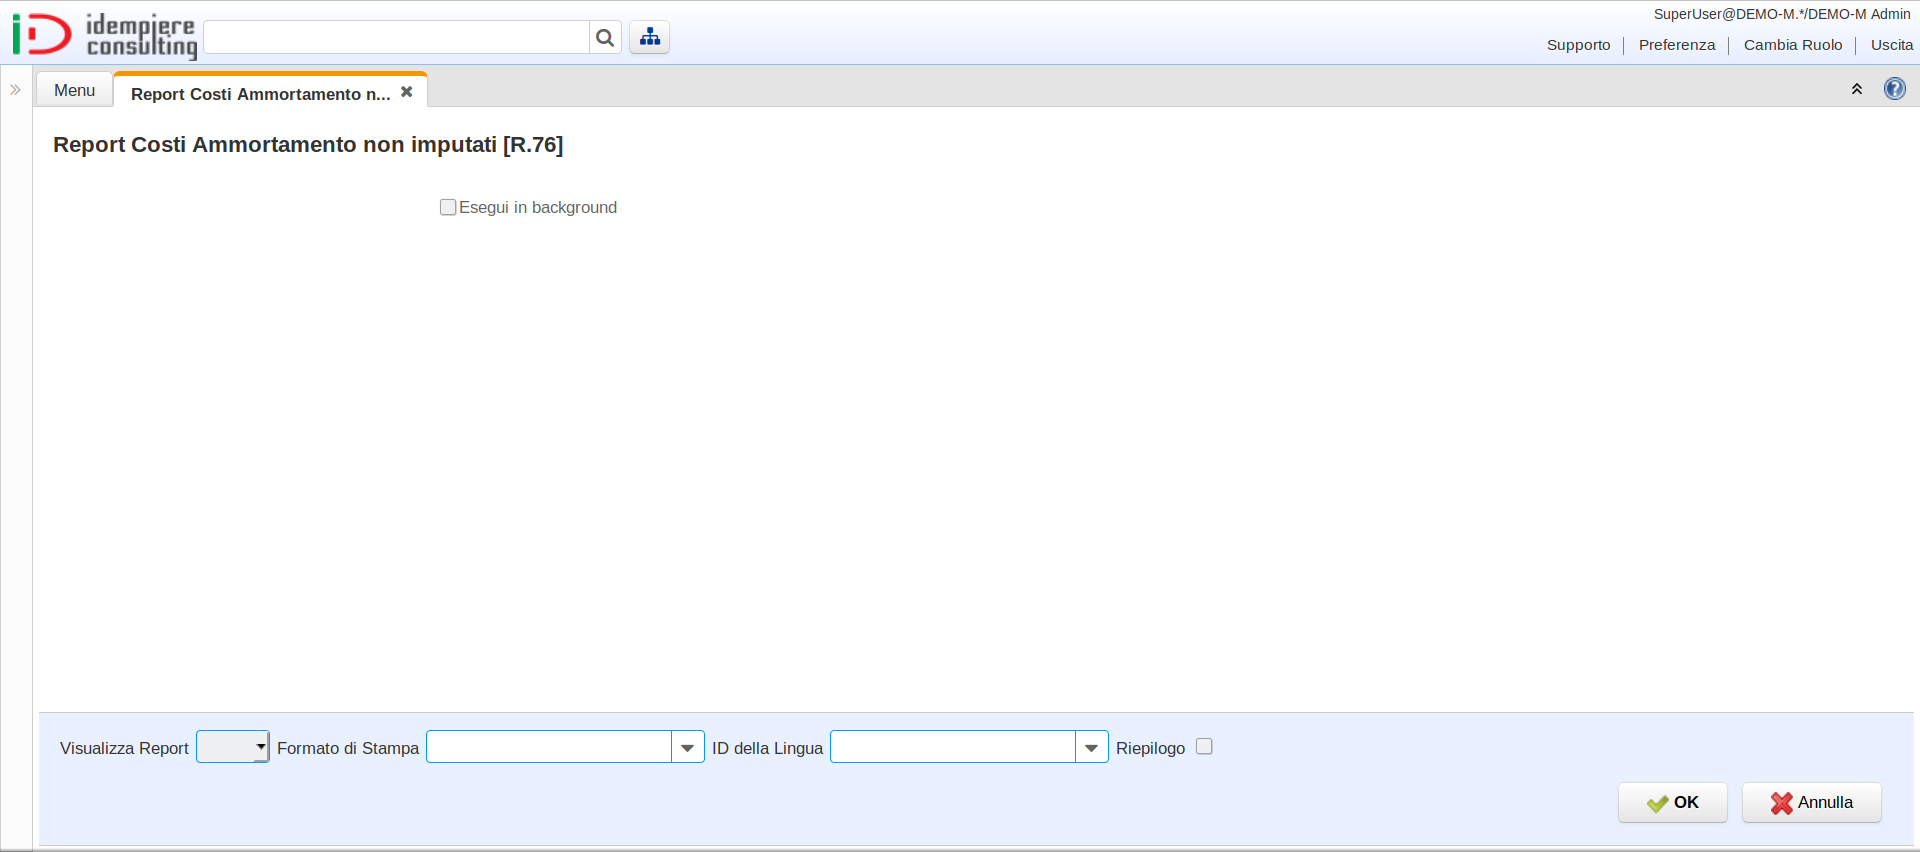 idempiere
consulting
SuperUser@DEMO-M.*/DEMO-M Admin
Supporto
Preferenza
Cambia Ruolo
Uscita
Menu
Report Costi Ammortamento n...
Report Costi Ammortamento non imputati [R.76]
Esegui in background
Visualizza Report
Formato di Stampa
ID della Lingua
Riepilogo
OK
Annulla